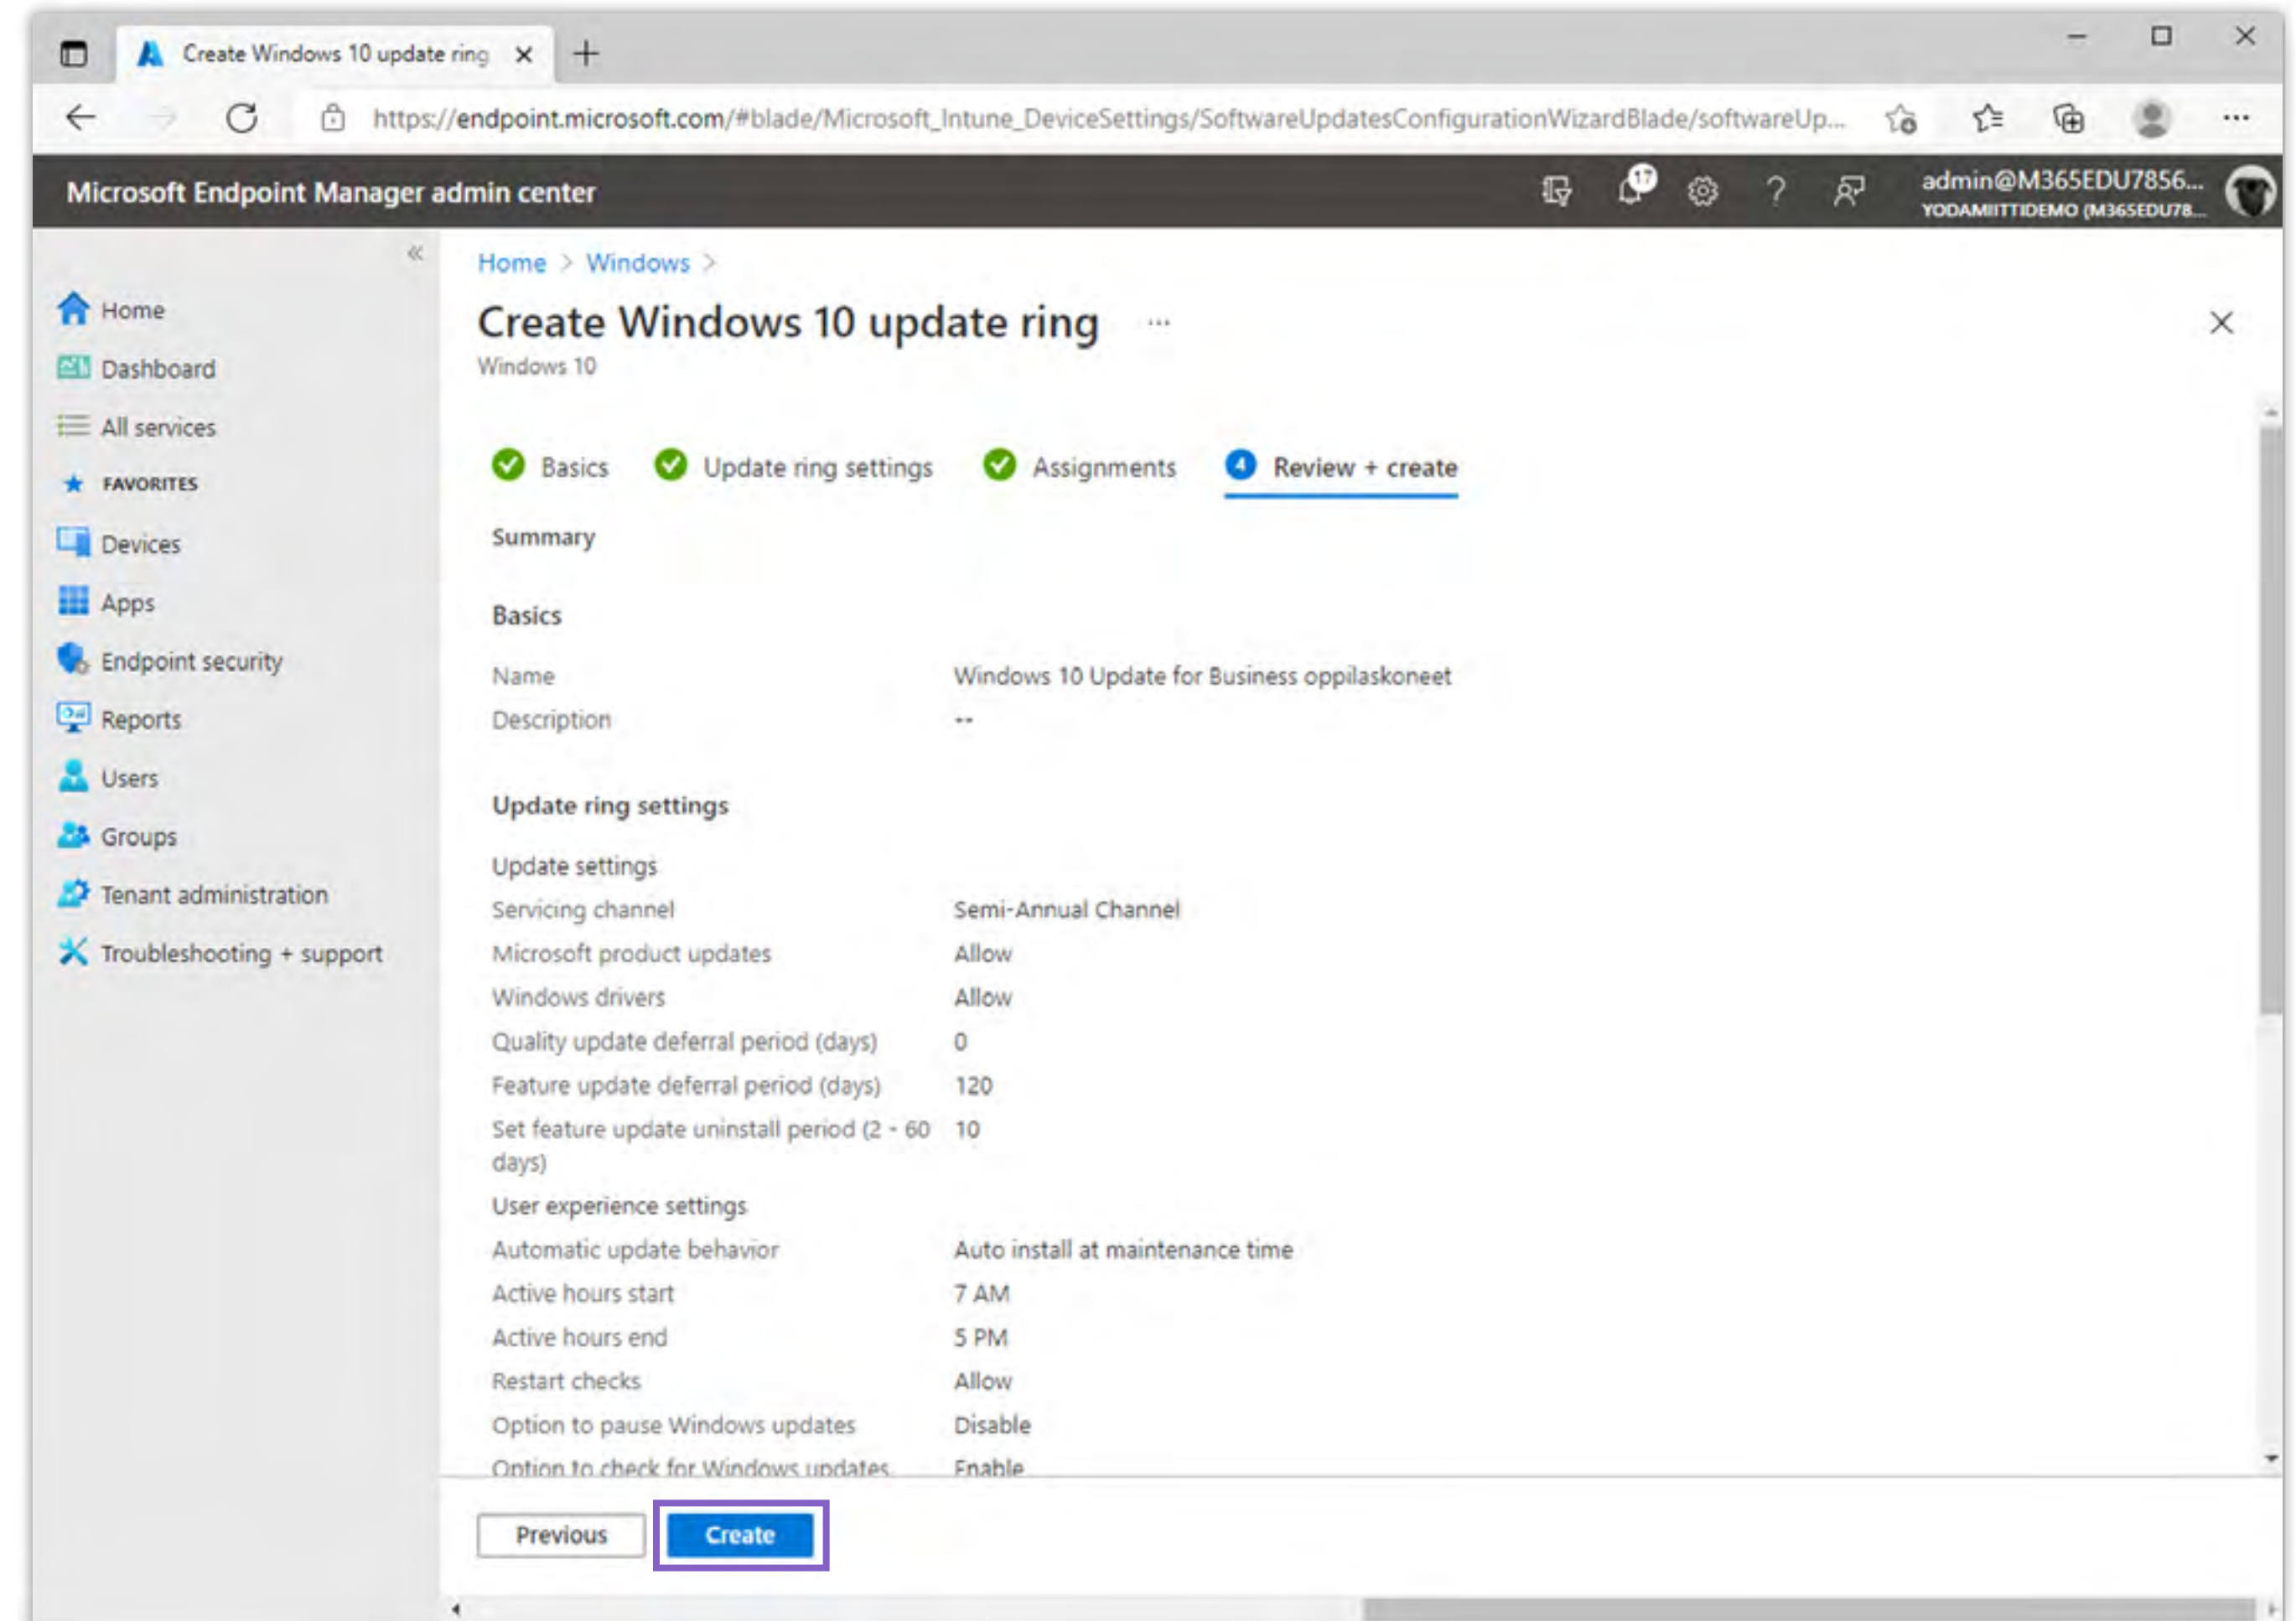 Create Windows 10 update ring
https://endpoint.microsoft.com/#blade/Microsoft_Intune_DeviceSettings/SoftwareUpdatesConfigurationWizardBlade/softwareUp...
Microsoft Endpoint Manager admin center
17
admin@M365EDU7856...
YODAMIITTIDEMO (M365EDU78...
Home
Dashboard
All services
FAVORITES
Devices
Apps
Endpoint security
Reports
Users
Groups
Tenant administration
Troubleshooting + support
Home > Windows >
Create Windows 10 update ring ...
Windows 10
Basics Update ring settings Assignments 4 Review + create
Summary
Basics
Name Windows 10 Update for Business oppilaskoneet
Description --
Update ring settings
Update settings
Servicing channel Semi-Annual Channel
Microsoft product updates Allow
Windows drivers Allow
Quality update deferral period (days) 0
Feature update deferral period (days) 120
Set feature update uninstall period (2 - 60 10
days)
User experience settings
Automatic update behavior Auto install at maintenance time
Active hours start 7 AM
Active hours end 5 PM
Restart checks Allow
Option to pause Windows updates Disable
Option to check for Windows updates Enable
Previous Create